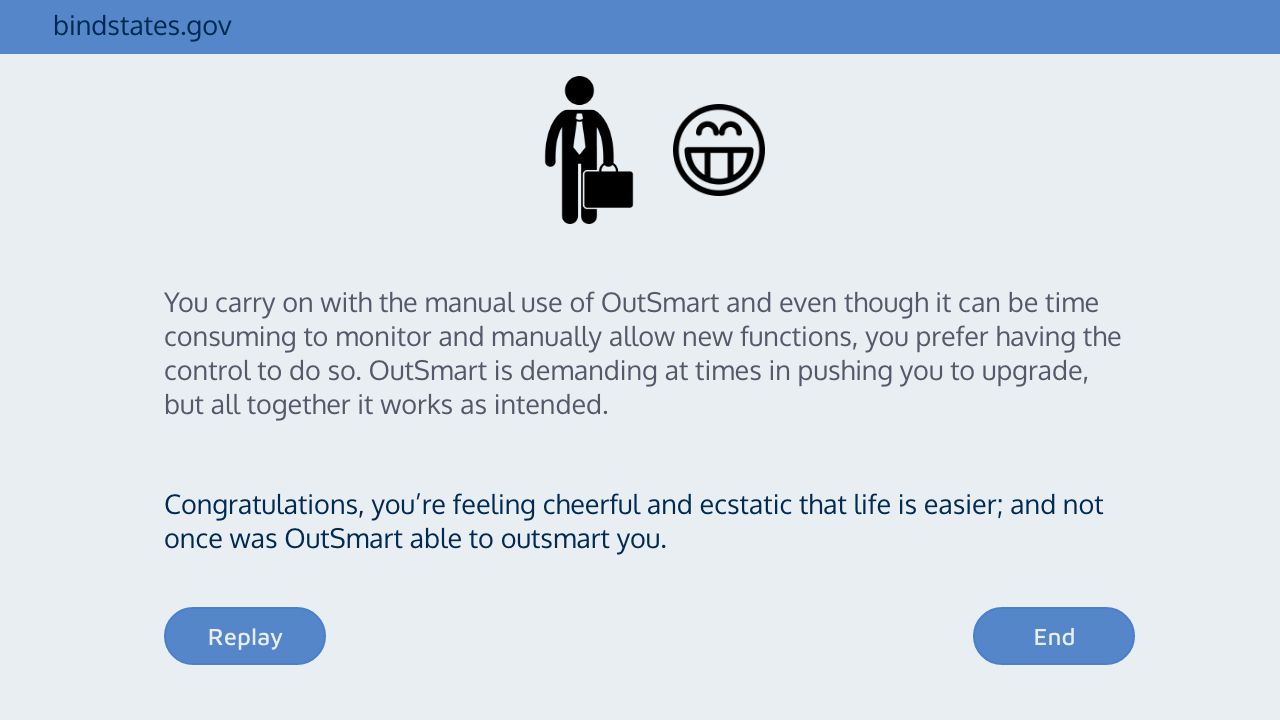 bindstates.gov
You carry on with the manual use of OutSmart and even though it can be time
consuming to monitor and manually allow new functions, you prefer having the
control to do so. OutSmart is demanding at times in pushing you to upgrade,
but all together it works as intended.
Congratulations, you’re feeling cheerful and ecstatic that life is easier; and not
once was OutSmart able to outsmart you.
Replay
End